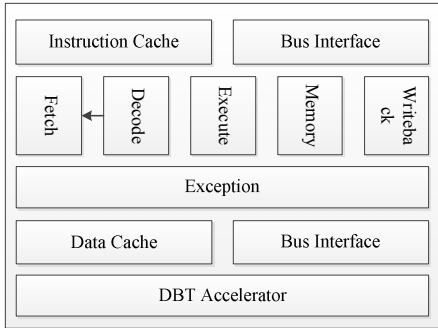 Instruction Cache
Bus Interface
Fetch
Decode
Execute
Memory
Writeba
ck
Exception
Data Cache
Bus Interface
DBT Accelerator